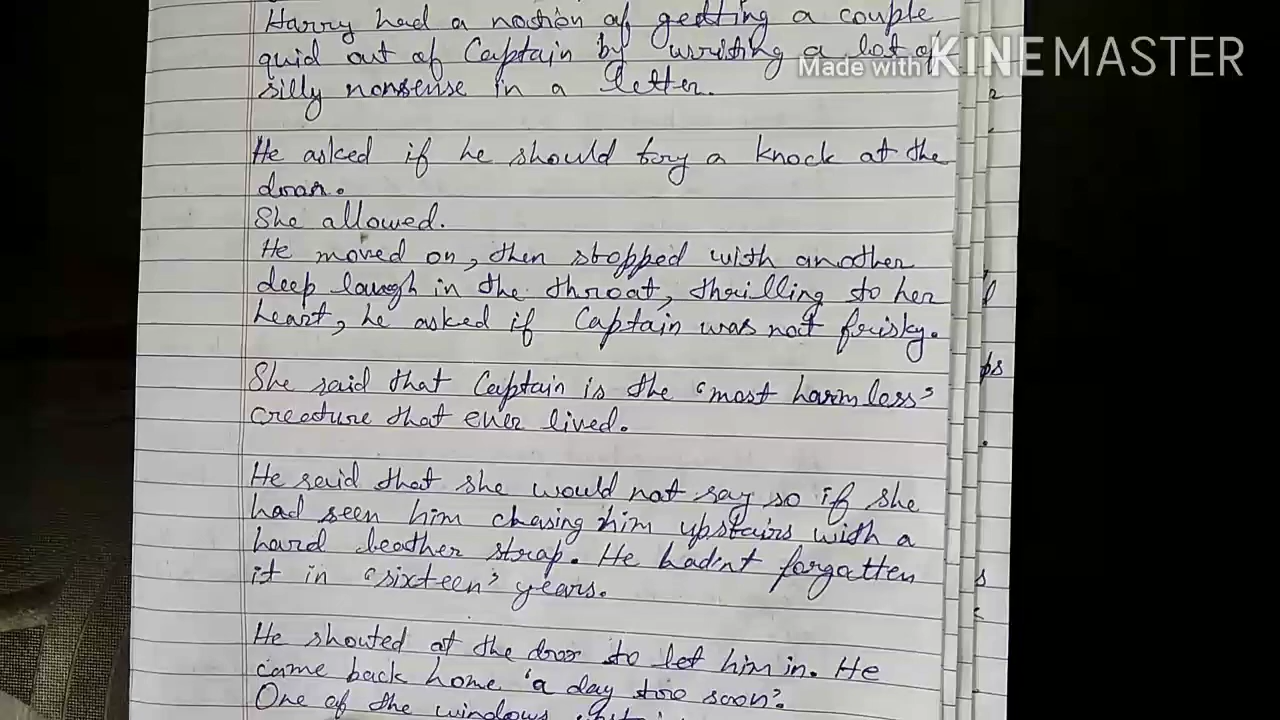 Harry had a notion of getting a couple
quid out of Captain by writing a lot of
Made with KINEMASTER
silly nonsense in a letter.
2
He asked if he should try a knock at the
door.
She allowed.
He moved on, then stopped with another
deep laugh in the throat, thrilling to her
heart, he asked if Captain was not frisky.
ps
She said that Captain is the 'most harmless'
creature that ever lived.
He said that she would not say so if she
had seen him chasing him upstairs with a
hard leather strap. He hadn't forgotten
it in 'sixteen' years.
s
He shouted at the door to let him in. He
came back home 'a day too soon'.
One of the windows